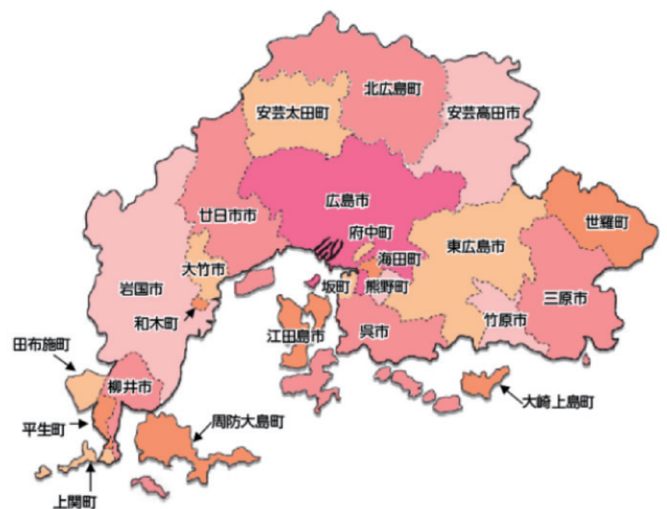 北広島町
安芸高田市
安芸太田町
広島市
廿日市市
世羅町
府中町
東広島市
海田町
大竹市
岩国市
坂町
熊野町
三原市
和木町
江田島市
呉市
竹原市
田布施町
柳井市
大崎上島町
周防大島町
平生町
上関町